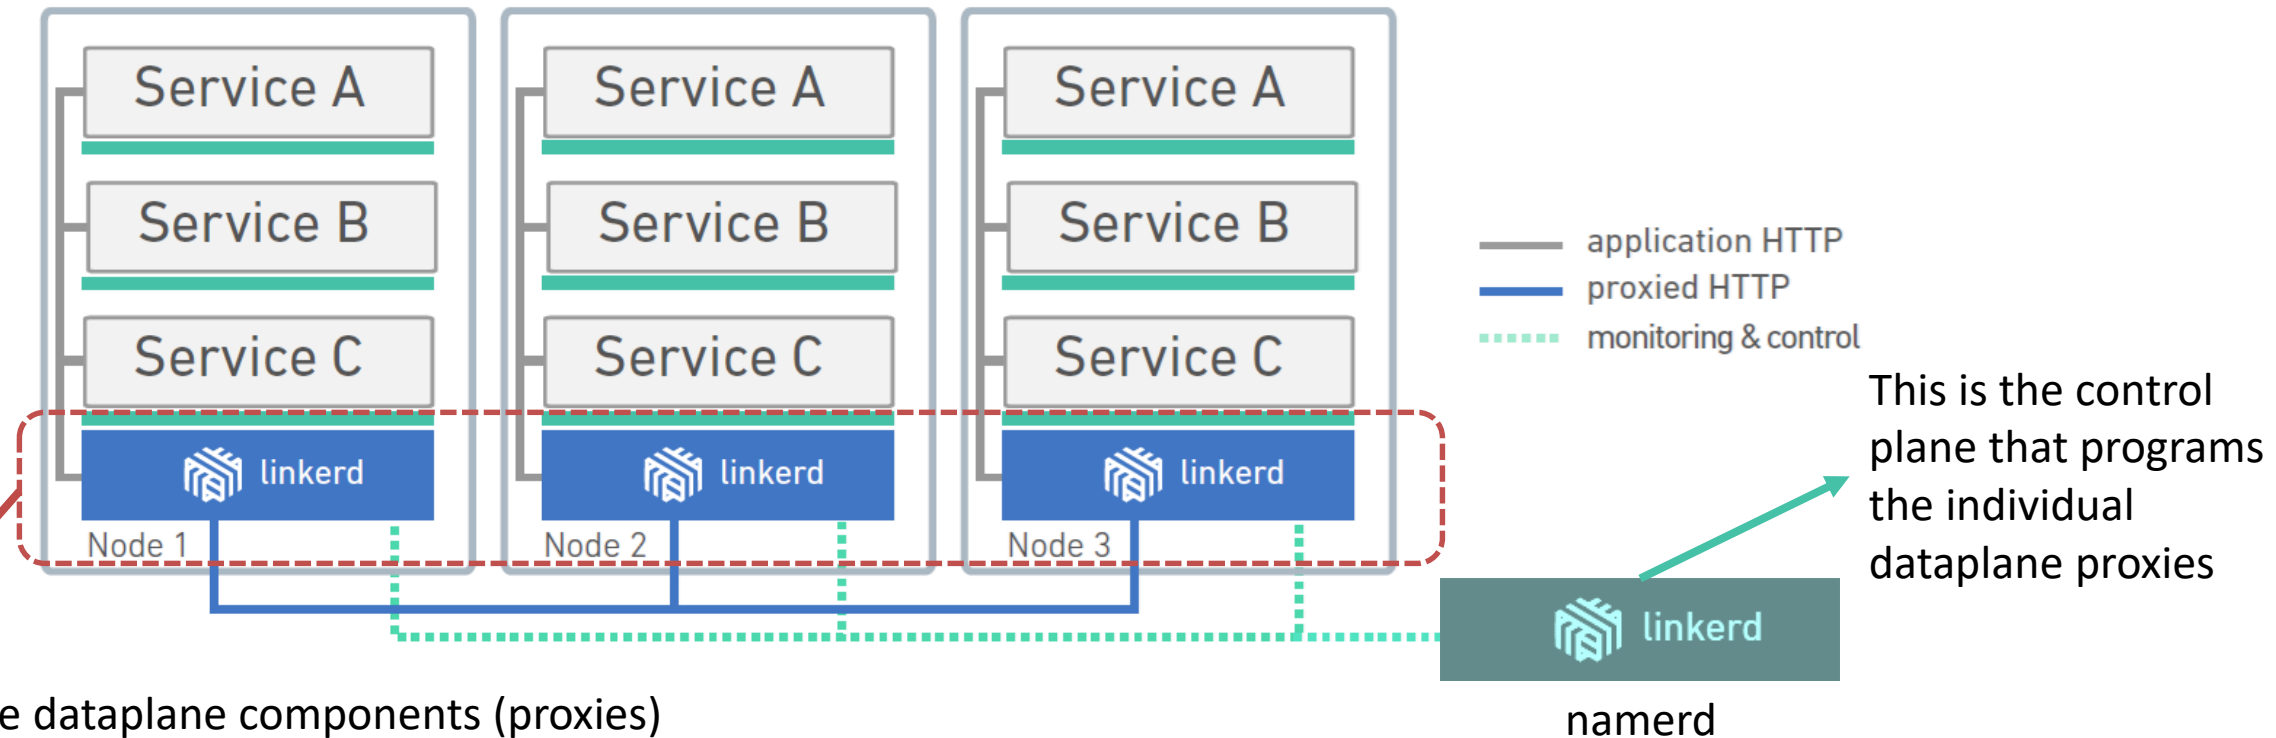 Service A
Service B
Service C
linkerd
Node 1
Service A
Service B
Service C
linkerd
Node 2
Service A
Service B
Service C
linkerd
Node 3
application HTTP
proxied HTTP
monitoring & control
This is the control
plane that programs
the individual
dataplane proxies
linkerd
namerd
e dataplane components (proxies)